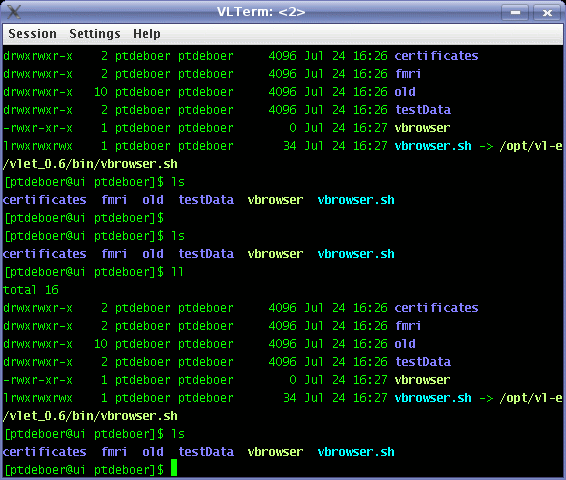 VLTerm: <2>
Session Settings Help
drwxrwxr-x 2 ptdeboer ptdeboer 4096 Jul 24 16:26 certificates
drwxrwxr-x 2 ptdeboer ptdeboer 4096 Jul 24 16:26 fmri
drwxrwxr-x 10 ptdeboer ptdeboer 4096 Jul 24 16:26 old
drwxrwxr-x 2 ptdeboer ptdeboer 4096 Jul 24 16:26 testData
-rwxr-xr-x 1 ptdeboer ptdeboer 0 Jul 24 16:27 vbrowser
lrwxrwxrwx 1 ptdeboer ptdeboer 34 Jul 24 16:27 vbrowser.sh -> /opt/vl-e
/vlet_0.6/bin/vbrowser.sh
[ptdeboer@ui ptdeboer]$ ls
certificates fmri old testData vbrowser vbrowser.sh
[ptdeboer@ui ptdeboer]$
[ptdeboer@ui ptdeboer]$ ls
certificates fmri old testData vbrowser vbrowser.sh
[ptdeboer@ui ptdeboer]$ ll
total 16
drwxrwxr-x 2 ptdeboer ptdeboer 4096 Jul 24 16:26 certificates
drwxrwxr-x 2 ptdeboer ptdeboer 4096 Jul 24 16:26 fmri
drwxrwxr-x 10 ptdeboer ptdeboer 4096 Jul 24 16:26 old
drwxrwxr-x 2 ptdeboer ptdeboer 4096 Jul 24 16:26 testData
-rwxr-xr-x 1 ptdeboer ptdeboer 0 Jul 24 16:27 vbrowser
lrwxrwxrwx 1 ptdeboer ptdeboer 34 Jul 24 16:27 vbrowser.sh -> /opt/vl-e
/vlet_0.6/bin/vbrowser.sh
[ptdeboer@ui ptdeboer]$ ls
certificates fmri old testData vbrowser vbrowser.sh
[ptdeboer@ui ptdeboer]$